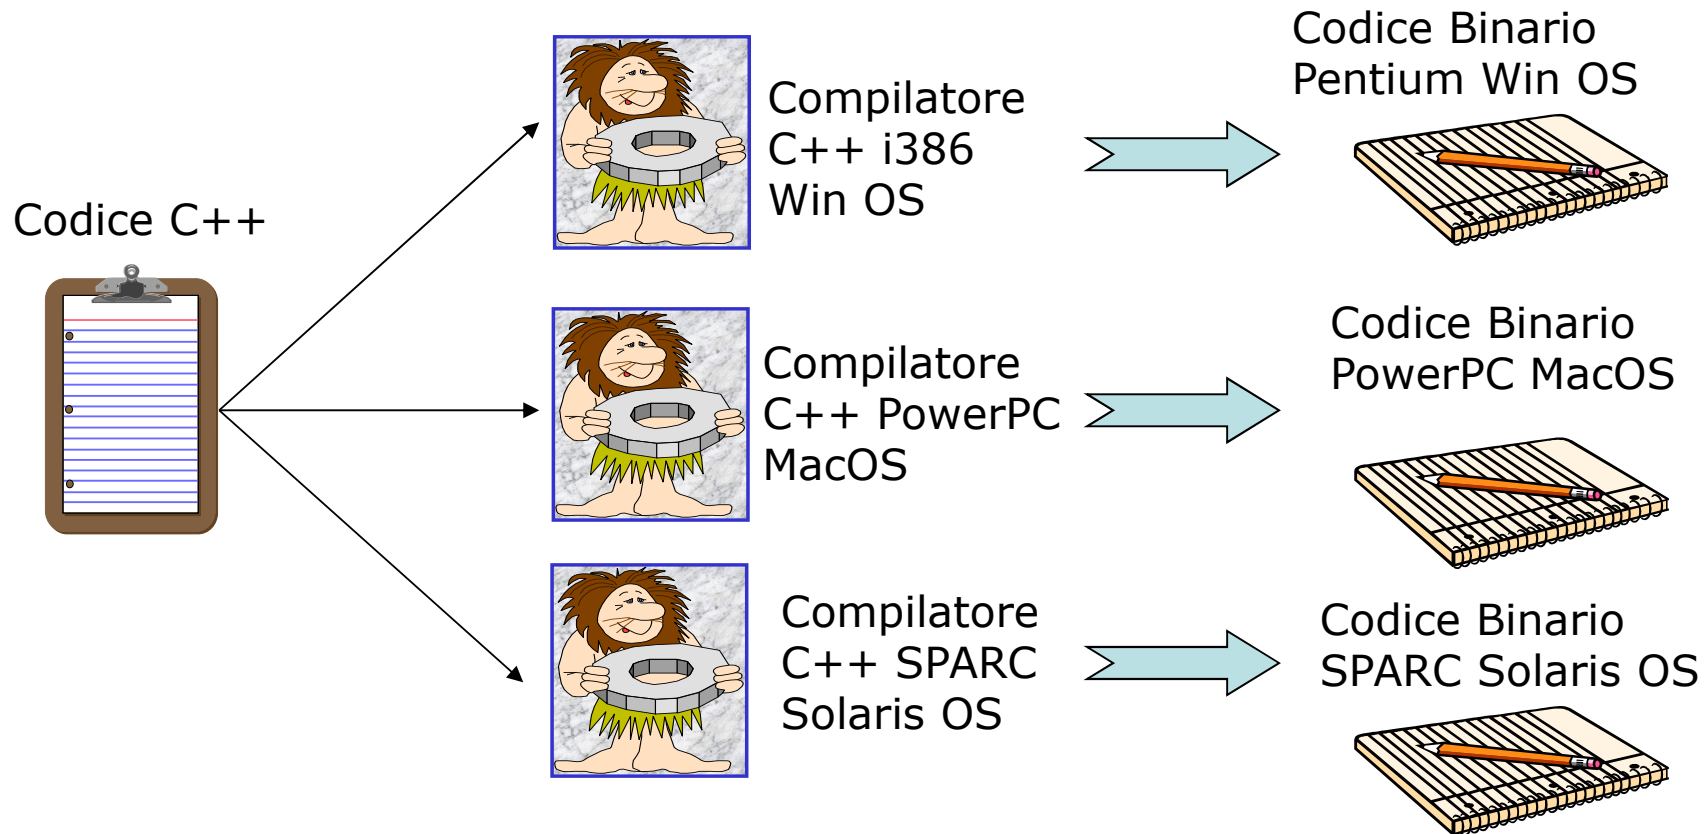 Codice C++
Compilatore
C++ i386
Win OS
Codice Binario
Pentium Win OS
Compilatore
C++ PowerPC
MacOS
Codice Binario
PowerPC MacOS
Compilatore
C++ SPARC
Solaris OS
Codice Binario
SPARC Solaris OS